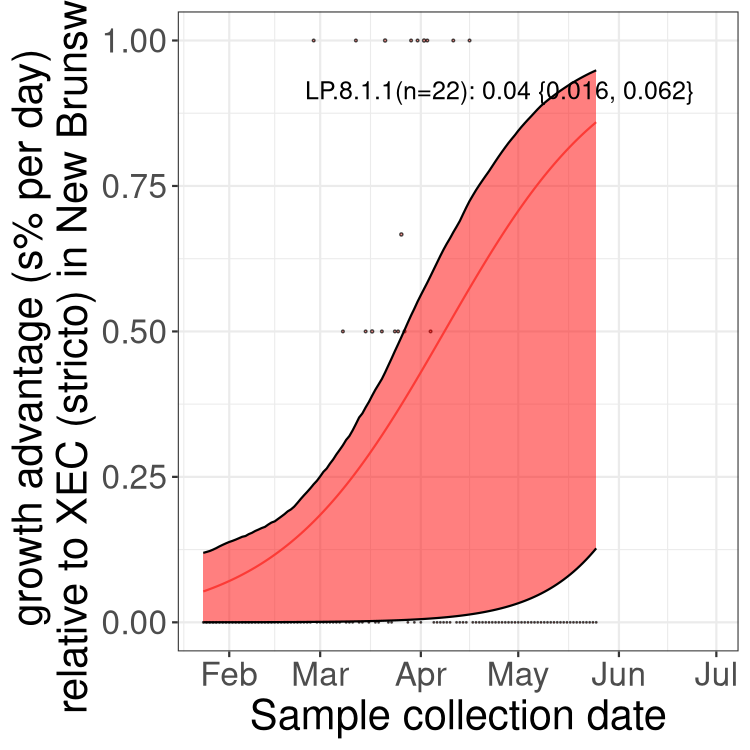 growth advantage (s% per day)
relative to XEC (stricto) in New Brunsw
1.00
0.75
0.50
0.25
0.00
LP.8.1.1(n=22): 0.04 {0.016, 0.062}
Feb Mar Apr May Jun Jul
Sample collection date